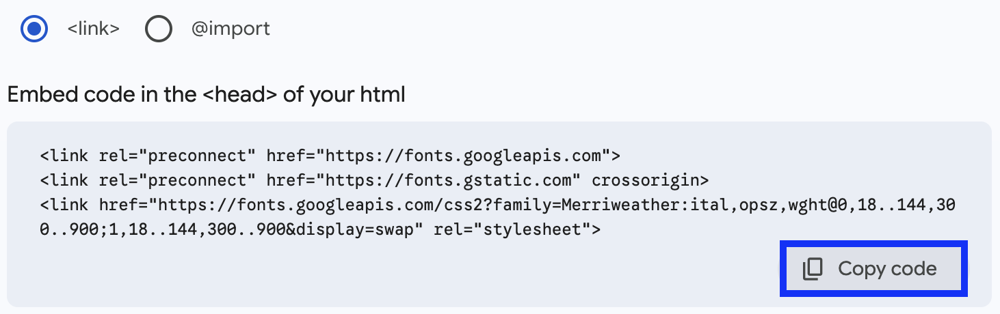 <link> @import
Embed code in the <head> of your html
<link rel="preconnect" href="https://fonts.googleapis.com">
<link rel="preconnect" href="https://fonts.gstatic.com" crossorigin>
<link href="https://fonts.googleapis.com/css2?family=Merriweather:ital,opsz,wght@0,18..144,30
0..900;1,18..144,300..900&display=swap" rel="stylesheet">
Copy code